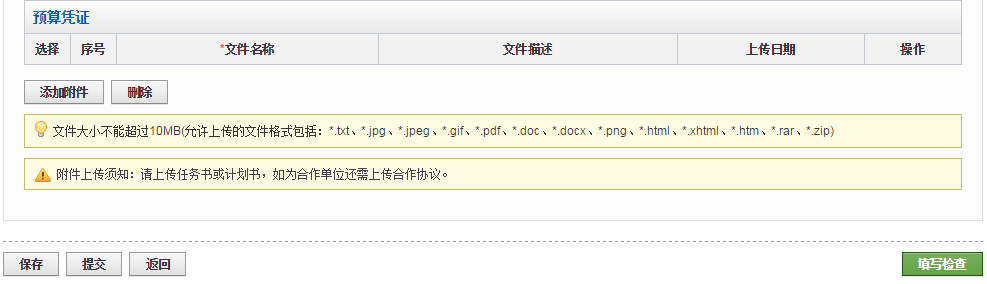 预算凭证
选择 序号 *文件名称 文件描述 上传日期 操作
添加附件 删除
文件大小不能超过10MB(允许上传的文件格式包括：*.txt、*.jpg、*.jpeg、*.gif、*.pdf、*.doc、*.docx、*.png、*.html、*.xhtml、*.htm、*.rar、*.zip)
附件上传须知：请上传任务书或计划书，如为合作单位还需上传合作协议。
保存 提交 返回 填写检查